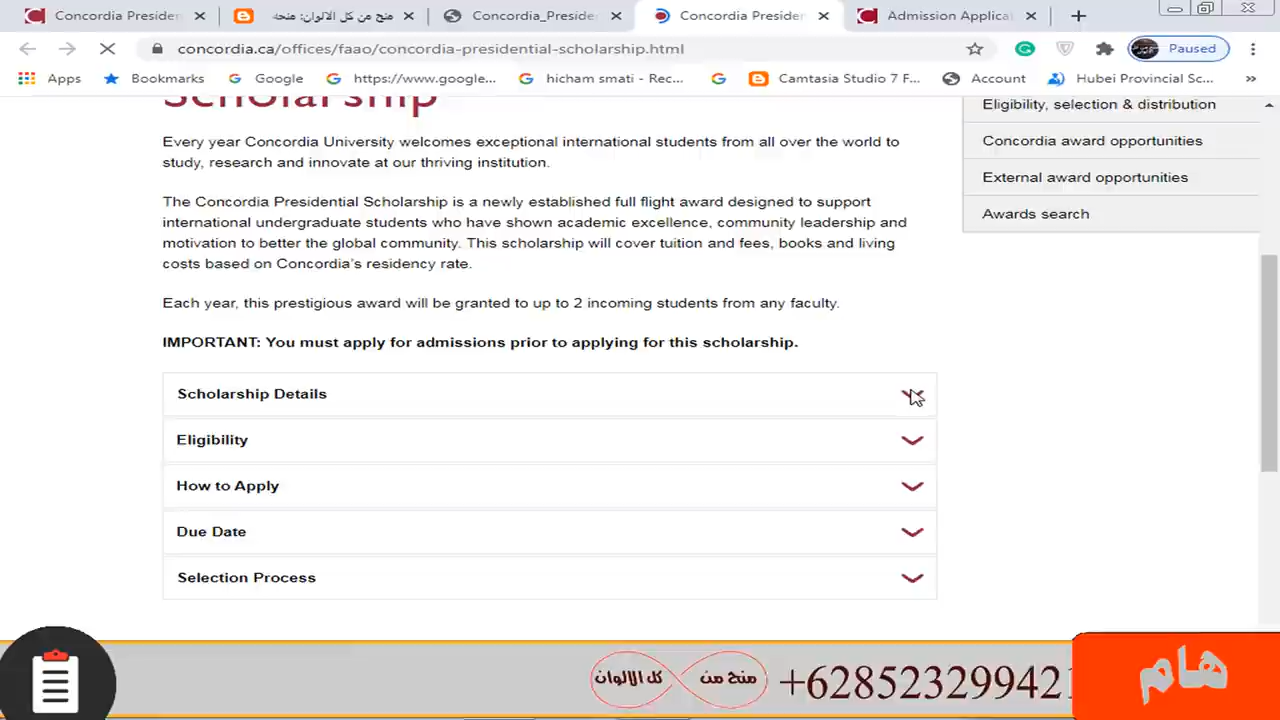 Concordia Presiden
منح من كل الالوان: منحه
Concordia_Preside
Concordia Preside
Admission Applica
concordia.ca/offices/faao/concordia-presidential-scholarship.html
Paused
Apps
Bookmarks
Google
https://www.google...
hicham smati - Rec...
Camtasia Studio 7 F...
Account
Hubei Provincial Sc...
»
Scholarship
Every year Concordia University welcomes exceptional international students from all over the world to
study, research and innovate at our thriving institution.
The Concordia Presidential Scholarship is a newly established full flight award designed to support
international undergraduate students who have shown academic excellence, community leadership and
motivation to better the global community. This scholarship will cover tuition and fees, books and living
costs based on Concordia's residency rate.
Each year, this prestigious award will be granted to up to 2 incoming students from any faculty.
IMPORTANT: You must apply for admissions prior to applying for this scholarship.
Scholarship Details
Eligibility
How to Apply
Due Date
Selection Process
Eligibility, selection & distribution
Concordia award opportunities
External award opportunities
Awards search
منح من كل الالوان
+628523299421
هام